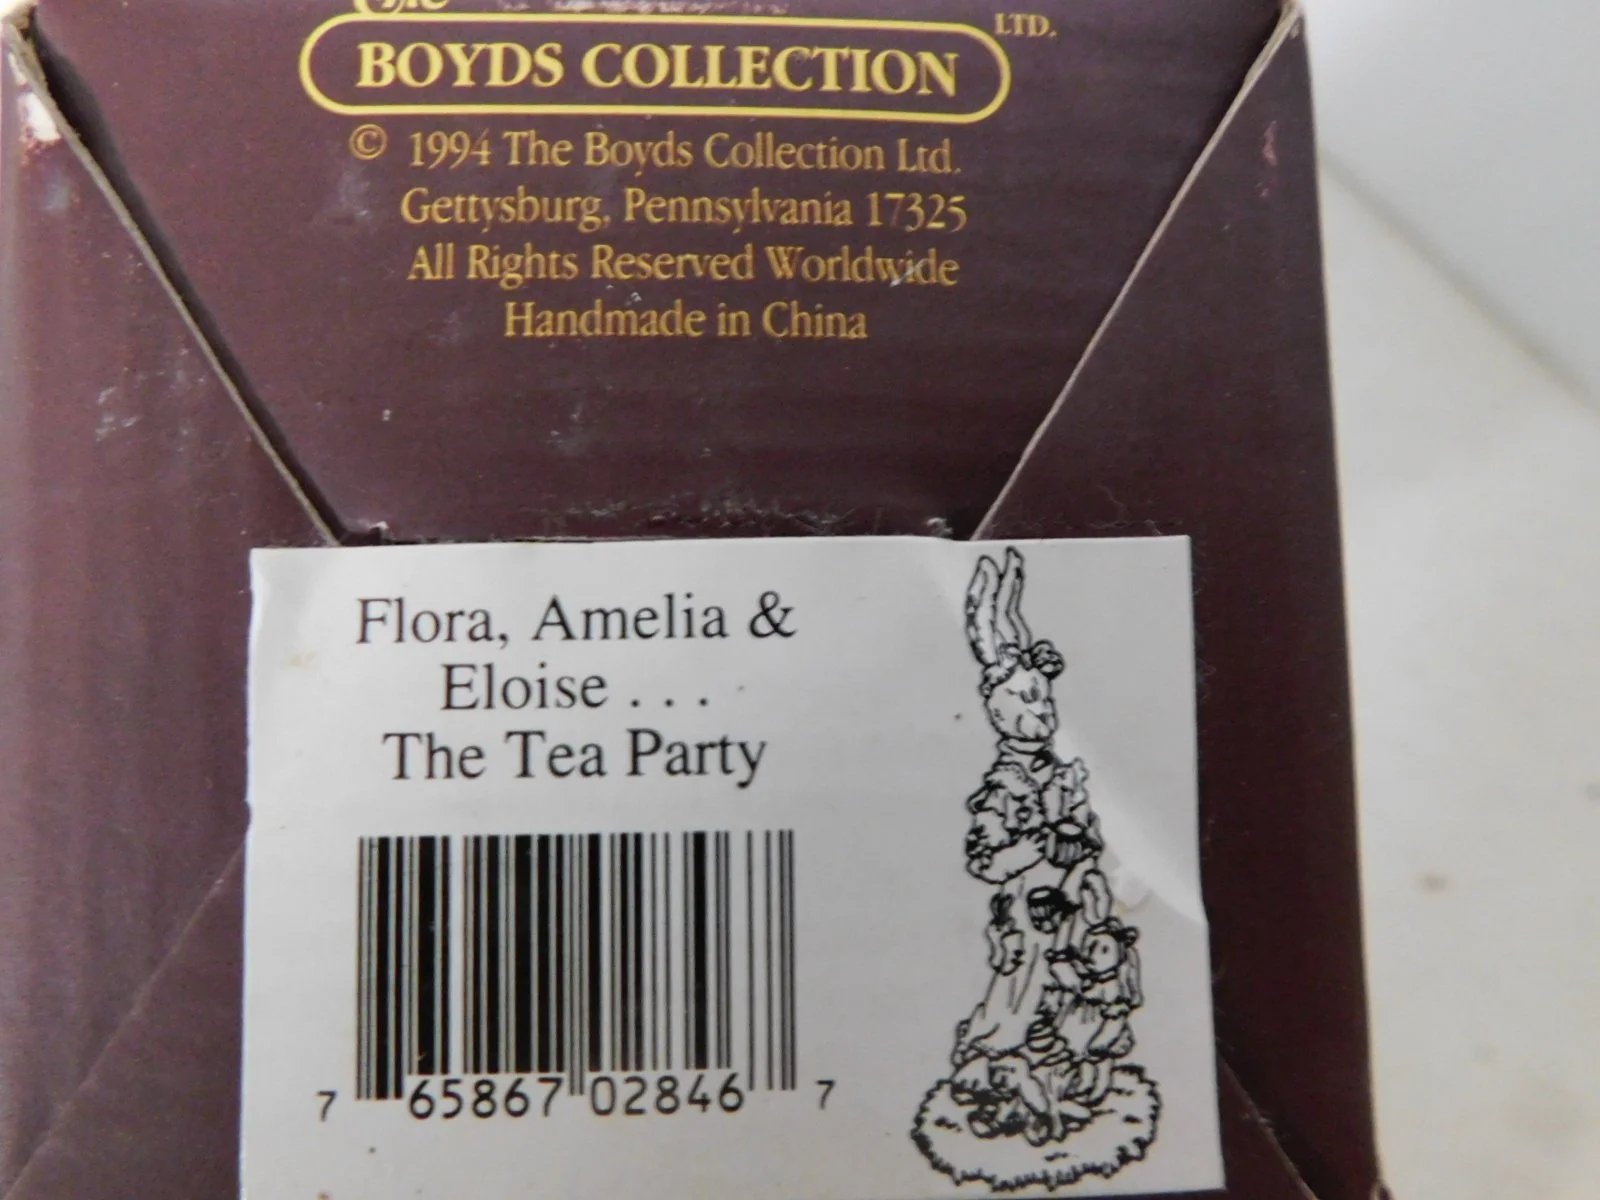 The
BOYDS COLLECTION LTD.
© 1994 The Boyds Collection Ltd.
Gettysburg, Pennsylvania 17325
All Rights Reserved Worldwide
Handmade in China
Flora, Amelia &
Eloise . . .
The Tea Party
7 65867 02846 7